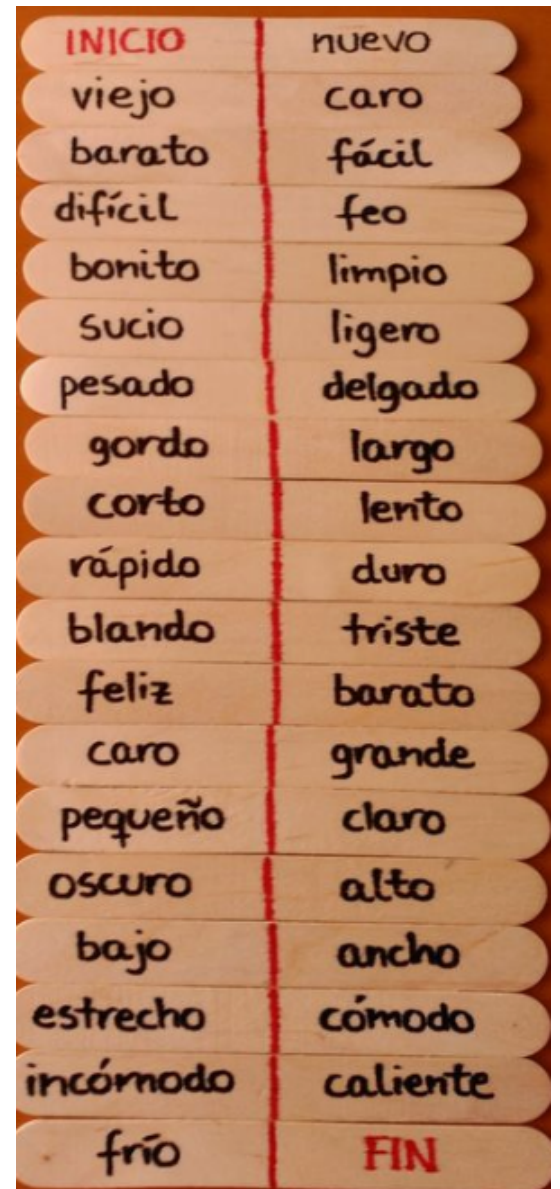 INICIO nuevo
viejo caro
barato fácil
difícil feo
bonito limpio
sucio ligero
pesado delgado
gordo largo
corto lento
rápido duro
blando triste
feliz barato
caro grande
pequeño claro
oscuro alto
bajo ancho
estrecho cómodo
incómodo caliente
frío FIN